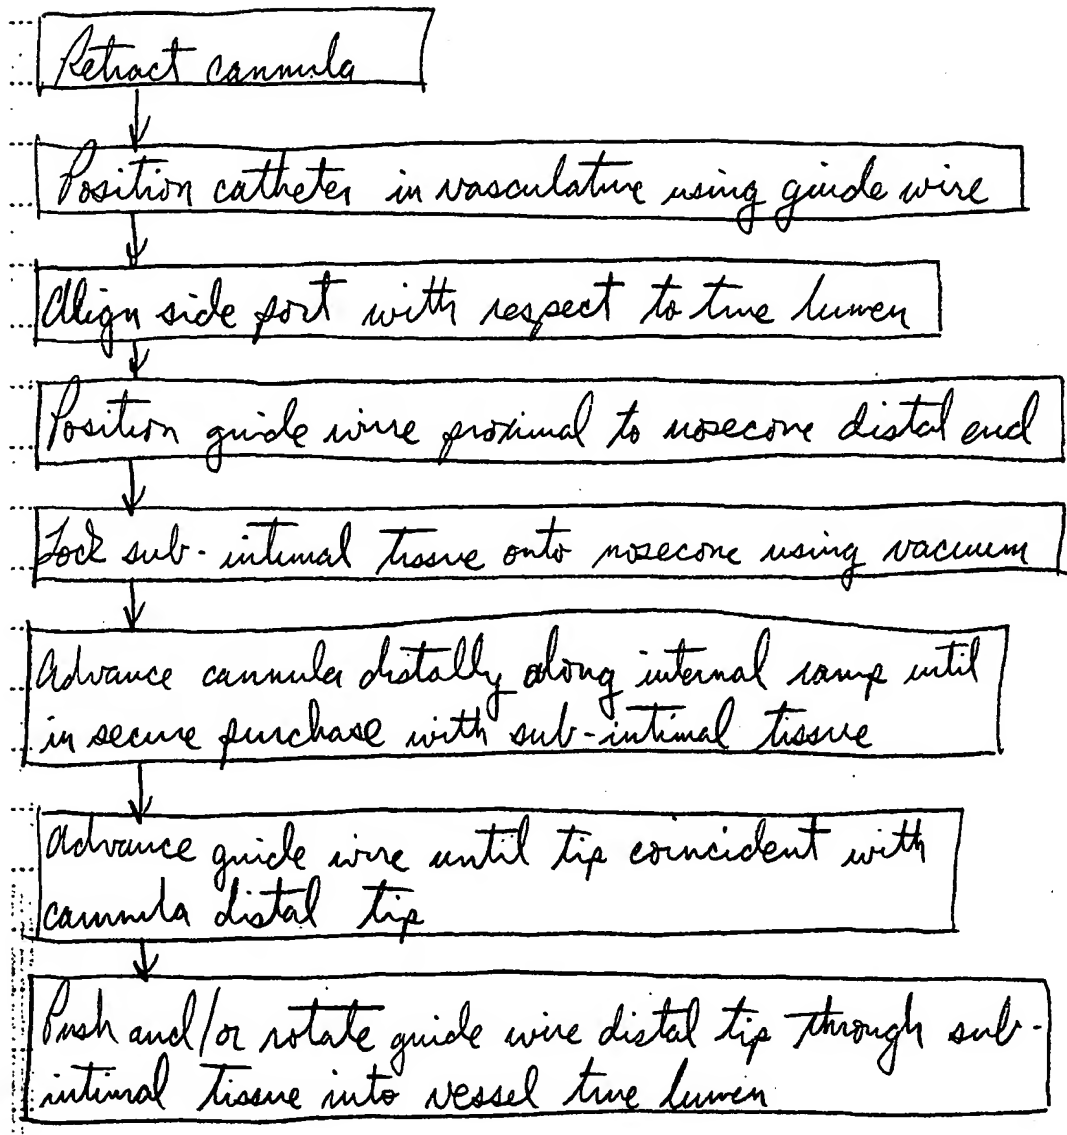 Retract cannula
Position catheter in vasculature using guide wire
Align side port with respect to true lumen
Position guide wire proximal to nosecone distal end
Lock sub-intimal tissue onto nosecone using vacuum
Advance cannula distally along internal ramp until
in secure purchase with sub-intimal tissue
Advance guide wire until tip coincident with
cannula distal tip
Push and/or rotate guide wire distal tip through sub-
intimal tissue into vessel true lumen